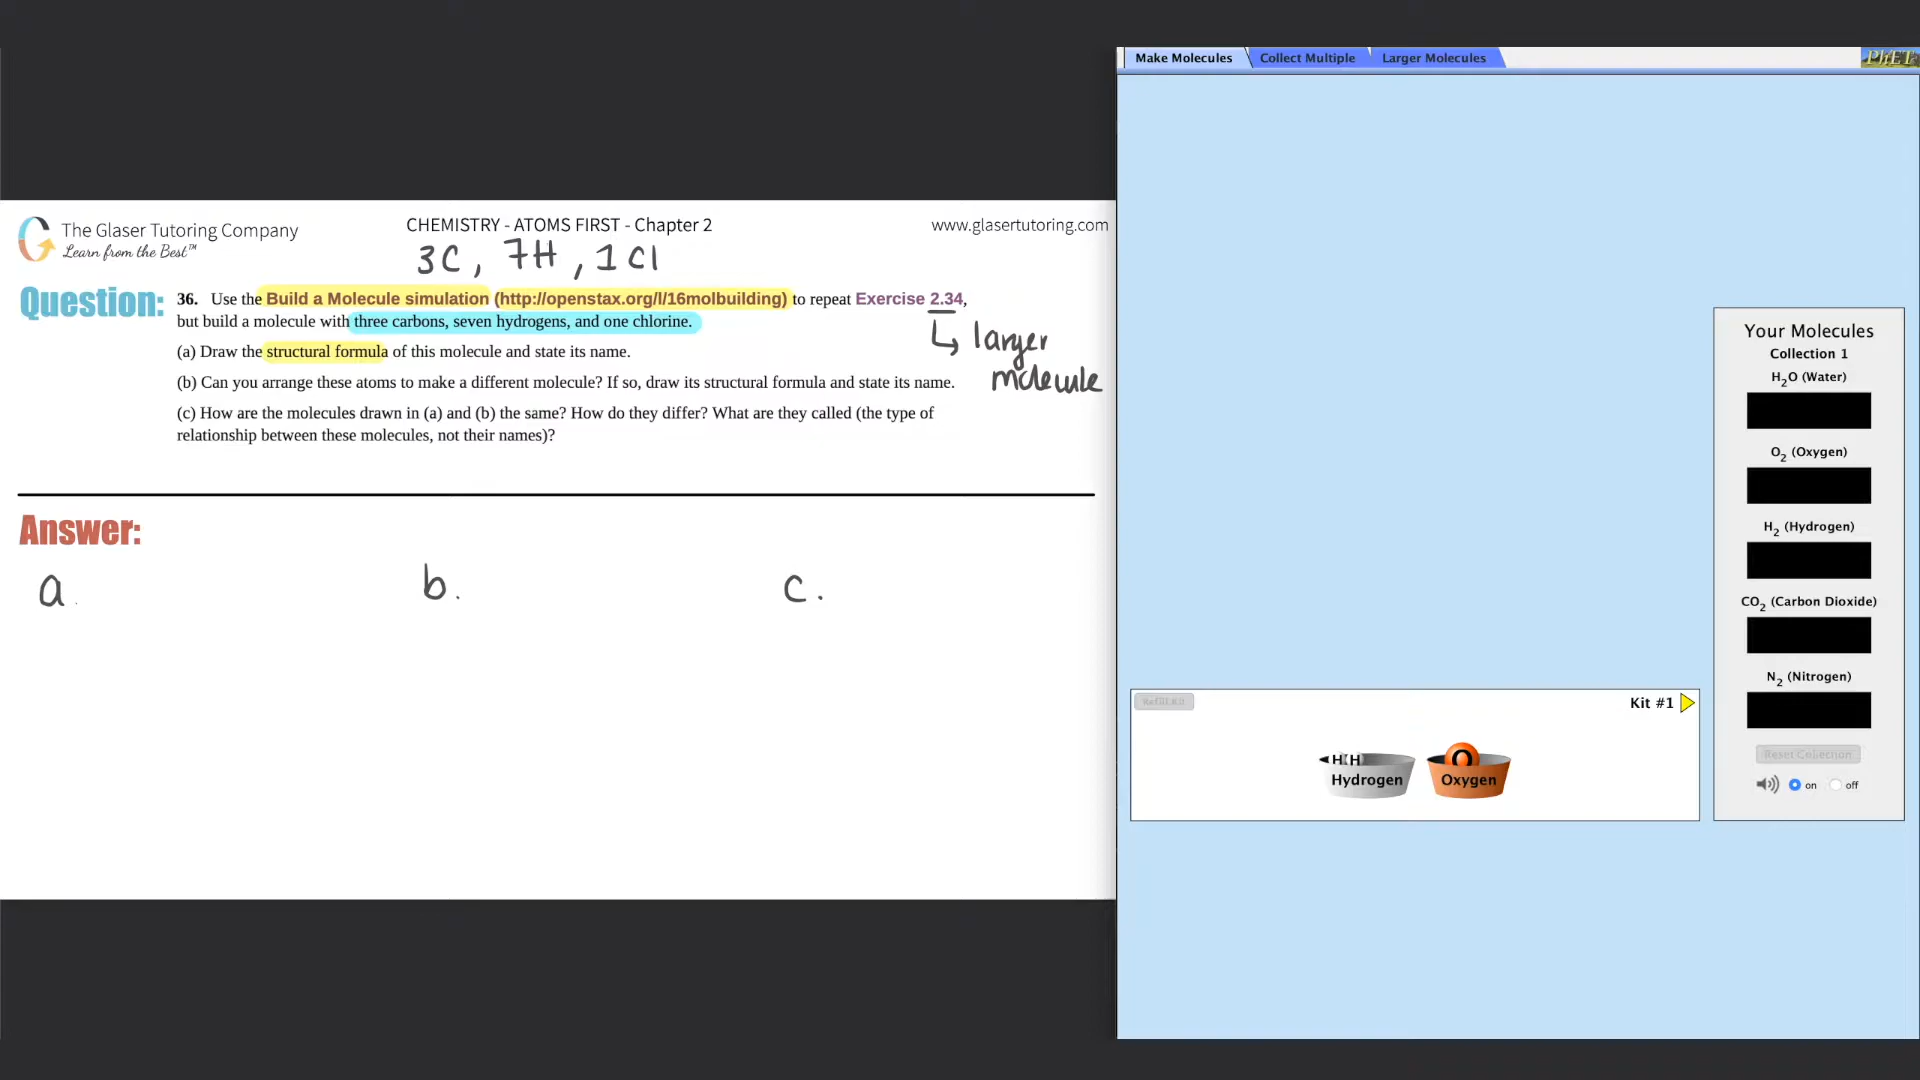 Make Molecules
Collect Multiple
Larger Molecules
PhET
The Glaser Tutoring Company
Learn from the Best™
CHEMISTRY - ATOMS FIRST - Chapter 2
www.glasertutoring.com
3C, 7H, 1Cl
Question:
36. Use the Build a Molecule simulation (http://openstax.org/l/16molbuilding) to repeat Exercise 2.34,
but build a molecule with three carbons, seven hydrogens, and one chlorine.
(a) Draw the structural formula of this molecule and state its name.
(b) Can you arrange these atoms to make a different molecule? If so, draw its structural formula and state its name.
(c) How are the molecules drawn in (a) and (b) the same? How do they differ? What are they called (the type of
relationship between these molecules, not their names)?
larger
molecule
Answer:
a.
b.
c.
Your Molecules
Collection 1
H2O (Water)
O2 (Oxygen)
H2 (Hydrogen)
CO2 (Carbon Dioxide)
N2 (Nitrogen)
Reset Collection
on
off
Refill Kit
Kit #1
H H
Hydrogen
O
Oxygen